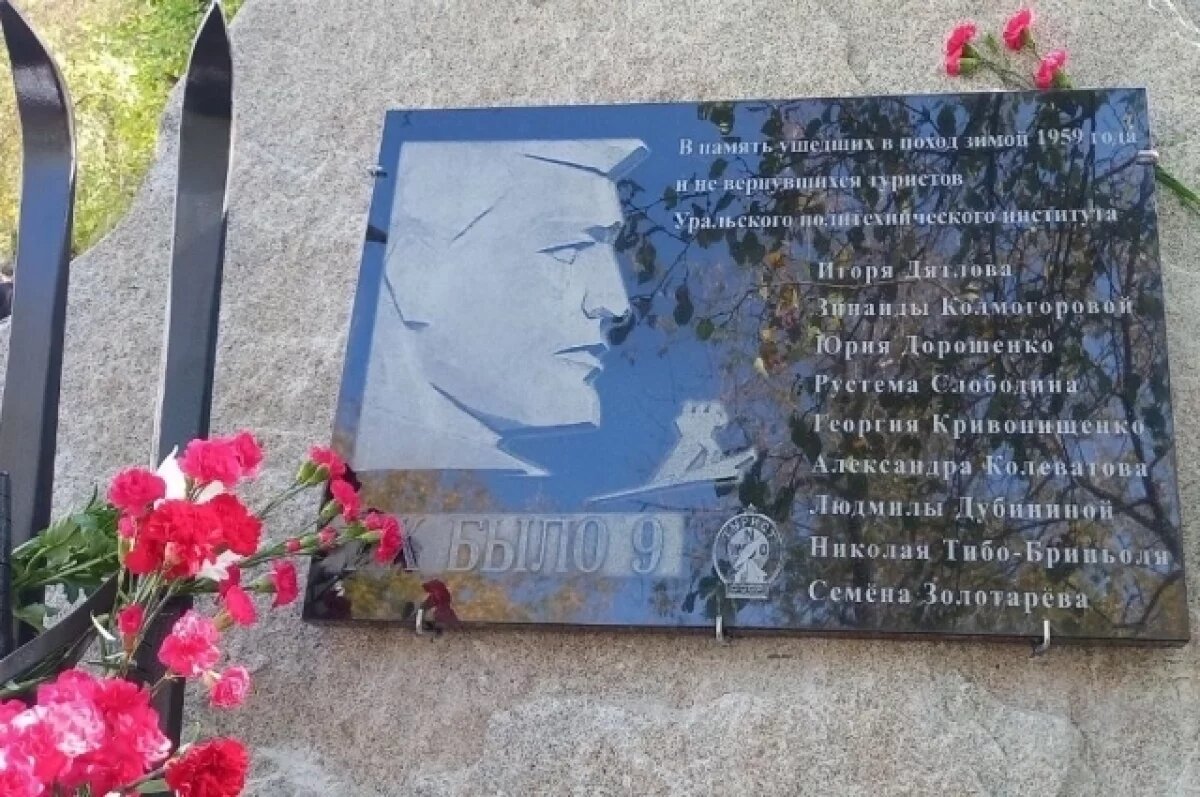 В память ушедших в поход зимой 1959 года
и не вернувшихся туристов
Уральского политехнического института
Игоря Дятлова
Зинаиды Колмогоровой
Юрия Дорошенко
Рустема Слободина
Георгия Кривонищенко
Александра Колеватова
Людмилы Дубининой
Николая Тибо-Бриньоля
Семёна Золотарёва
БЫЛО 9